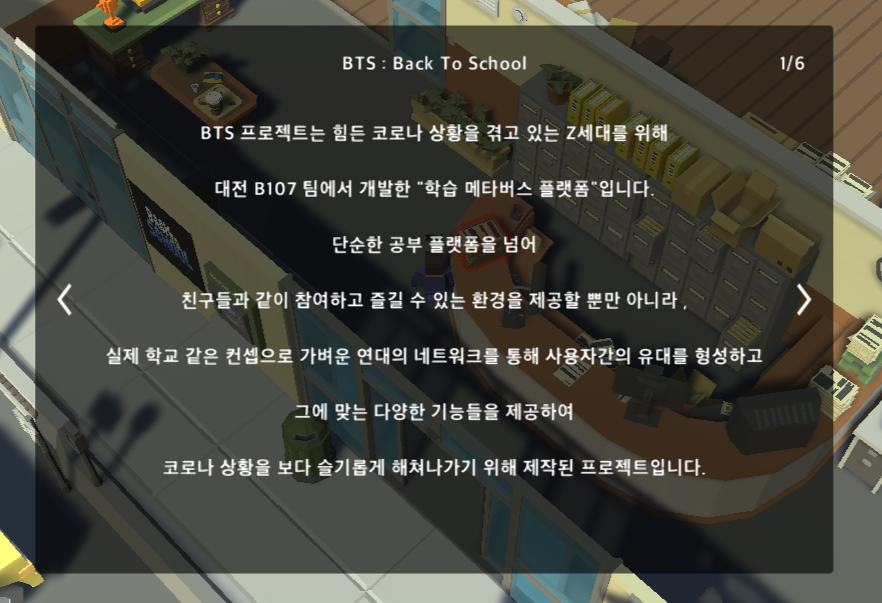 BTS : Back To School
1/6
BTS 프로젝트는 힘든 코로나 상황을 겪고 있는 Z세대를 위해
대전 B107 팀에서 개발한 "학습 메타버스 플랫폼"입니다.
단순한 공부 플랫폼을 넘어
친구들과 같이 참여하고 즐길 수 있는 환경을 제공할 뿐만 아니라 ,
실제 학교 같은 컨셉으로 가벼운 연대의 네트워크를 통해 사용자간의 유대를 형성하고
그에 맞는 다양한 기능들을 제공하여
코로나 상황을 보다 슬기롭게 해쳐나가기 위해 제작된 프로젝트입니다.